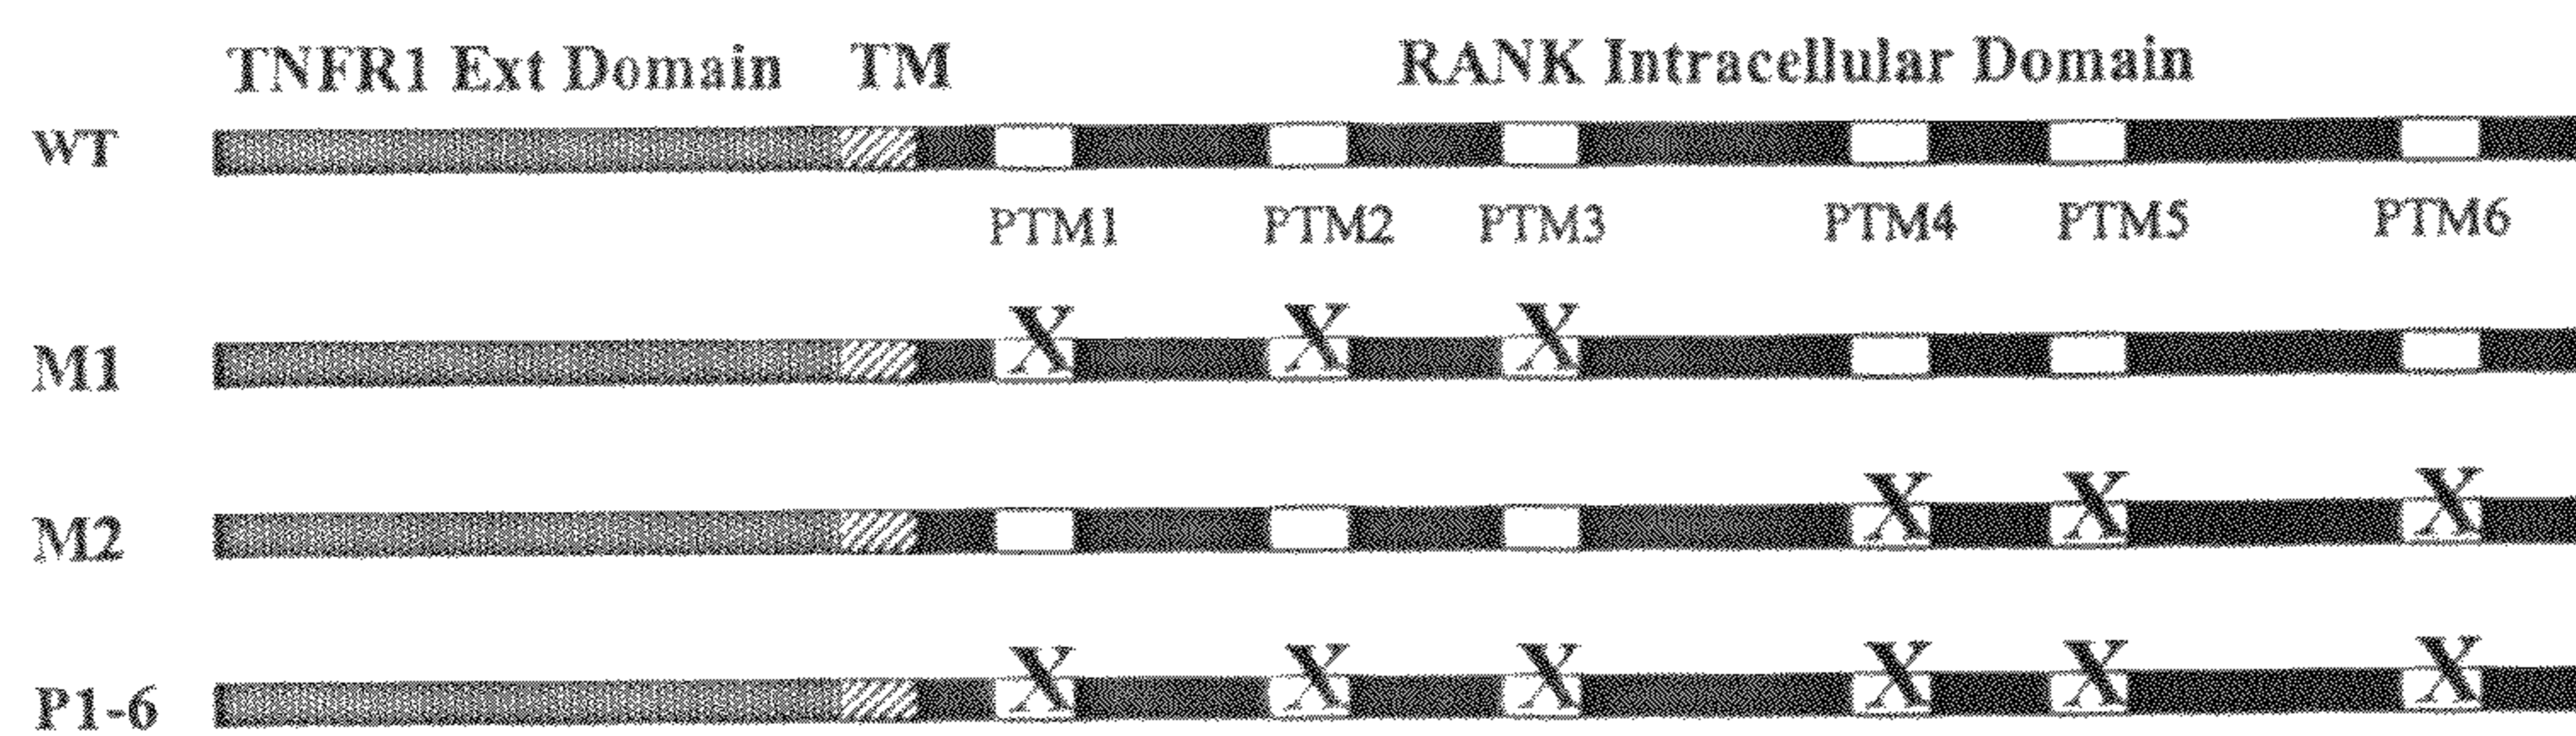 TNFR1 Ext Domain TM RANK Intracellular Domain
WT
PTM1 PTM2 PTM3 PTM4 PTM5 PTM6
X X X
M1
X X X
M2
X X X X X X
P1-6